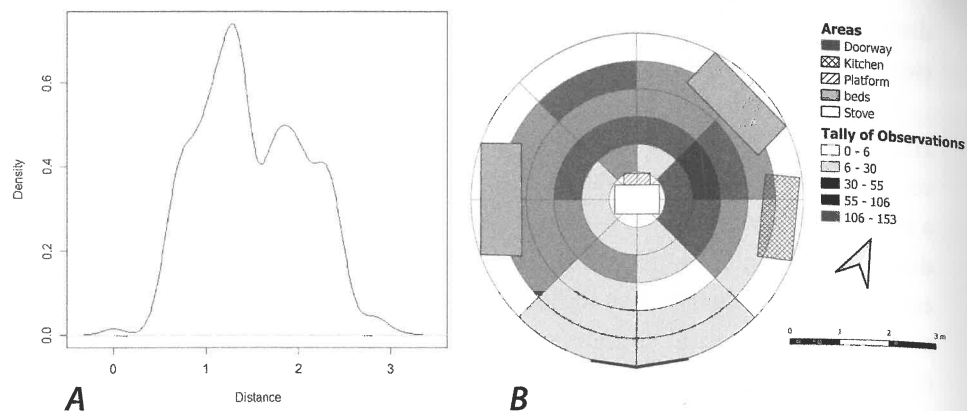 0.0
0.2
0.4
0.6
Density
0
1
2
3
Distance
A
B
Areas
Doorway
Kitchen
Platform
beds
Stove
Tally of Observations
0 - 6
6 - 30
30 - 55
55 - 106
106 - 153
0
1
2
3 m